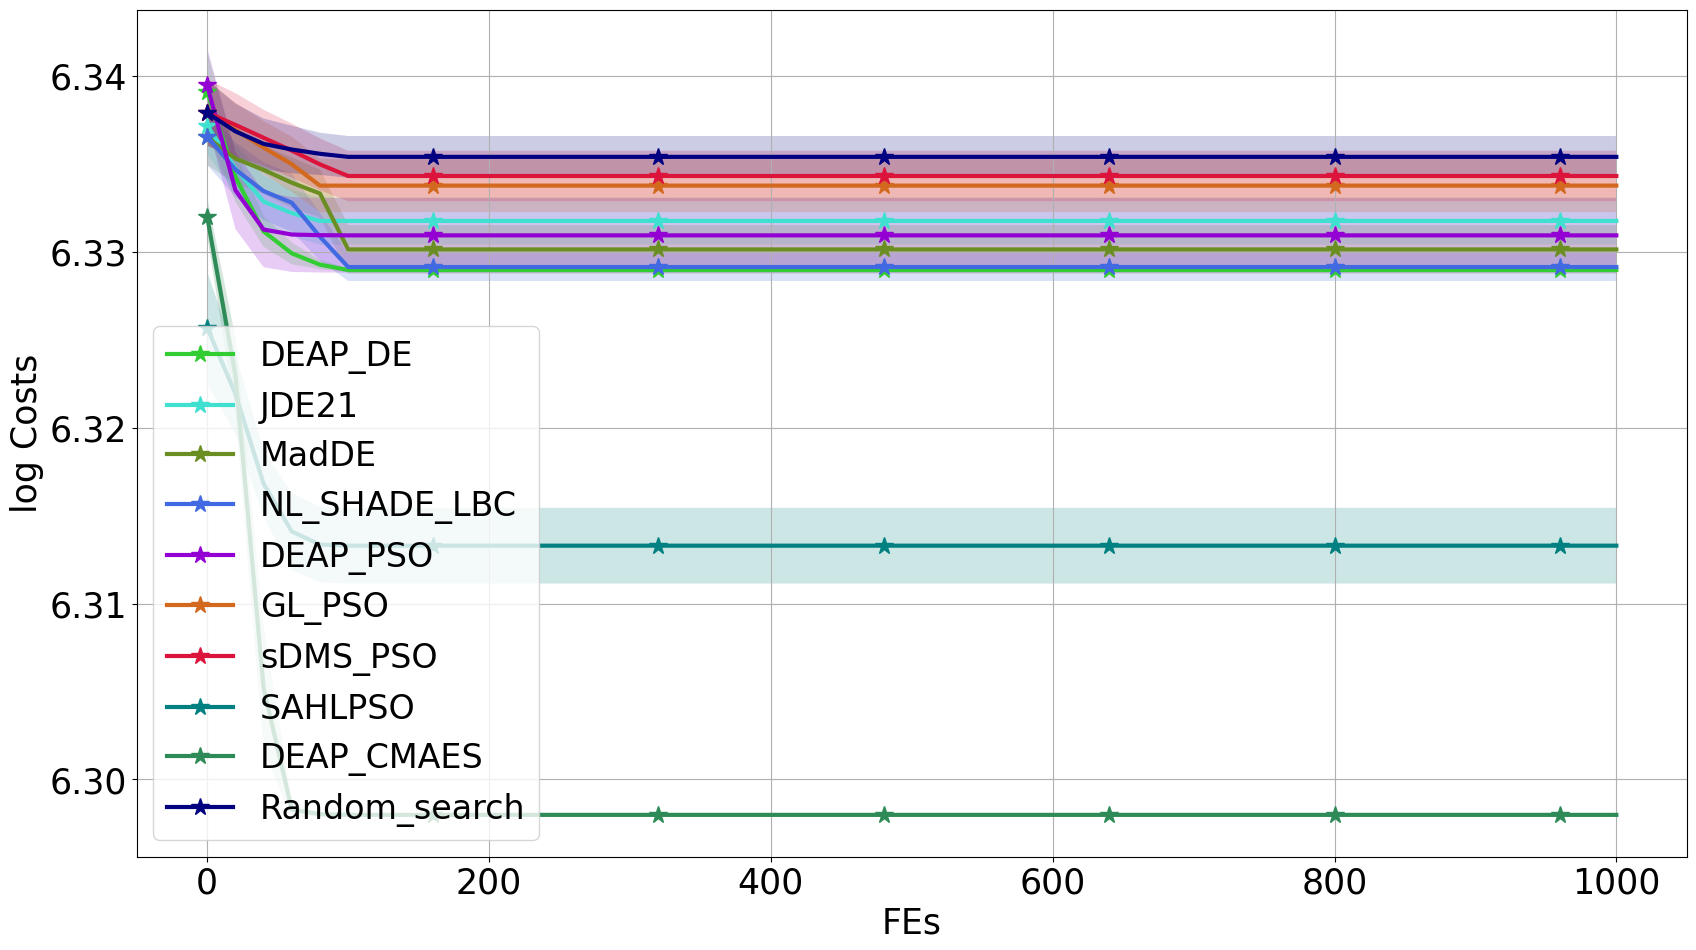 log Costs
6.34
6.33
6.32
6.31
6.30
DEAP_DE
JDE21
MadDE
NL_SHADE_LBC
DEAP_PSO
GL_PSO
sDMS_PSO
SAHLPSO
DEAP_CMAES
Random_search
0 200 400 600 800 1000
FEs